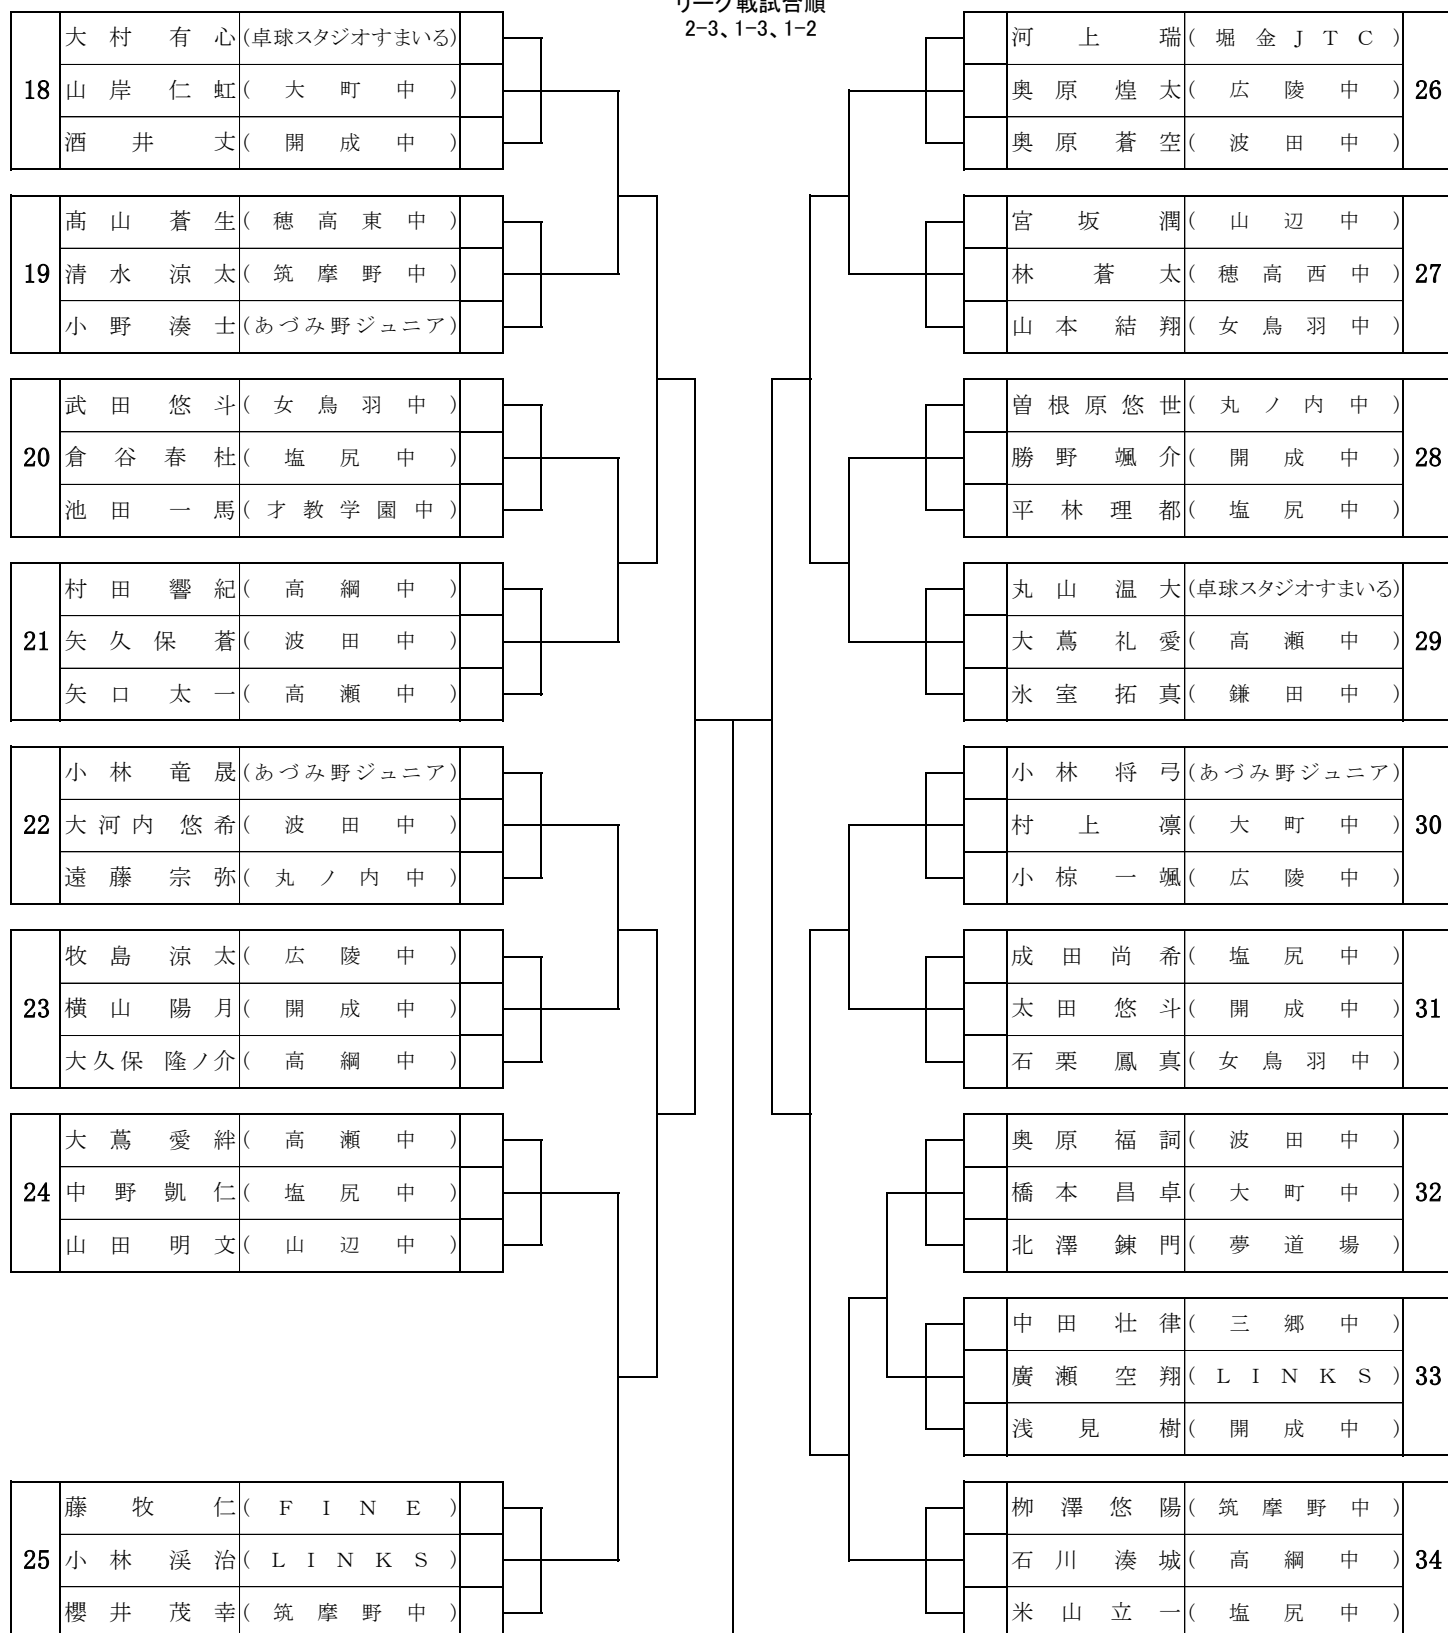 リーグ戦試合順
2-3、1-3、1-2
18
大村有心(卓球スタジオすまいる)
山岸仁虹(大町中)
酒井丈(開成中)
19
髙山蒼生(穂高東中)
清水涼太(筑摩野中)
小野湊士(あづみ野ジュニア)
20
武田悠斗(女鳥羽中)
倉谷春杜(塩尻中)
池田一馬(才教学園中)
21
村田響紀(高綱中)
矢久保蒼(波田中)
矢口太一(高瀬中)
22
小林竜晟(あづみ野ジュニア)
大河内悠希(波田中)
遠藤宗弥(丸ノ内中)
23
牧島涼太(広陵中)
横山陽月(開成中)
大久保隆ノ介(高綱中)
24
大蔦愛絆(高瀬中)
中野凱仁(塩尻中)
山田明文(山辺中)
25
藤牧仁(FINE)
小林渓治(LINKS)
櫻井茂幸(筑摩野中)
河上瑞(堀金JTC)
奥原煌太(広陵中)
奥原蒼空(波田中)
26
宮坂潤(山辺中)
林蒼太(穂高西中)
山本結翔(女鳥羽中)
27
曽根原悠世(丸ノ内中)
勝野颯介(開成中)
平林理都(塩尻中)
28
丸山温大(卓球スタジオすまいる)
大蔦礼愛(高瀬中)
氷室拓真(鎌田中)
29
小林将弓(あづみ野ジュニア)
村上凛(大町中)
小椋一颯(広陵中)
30
成田尚希(塩尻中)
太田悠斗(開成中)
石栗鳳真(女鳥羽中)
31
奥原福詞(波田中)
橋本昌卓(大町中)
北澤錬門(夢道場)
32
中田壮律(三郷中)
廣瀬空翔(LINKS)
浅見樹(開成中)
33
栁澤悠陽(筑摩野中)
石川湊城(高綱中)
米山立一(塩尻中)
34